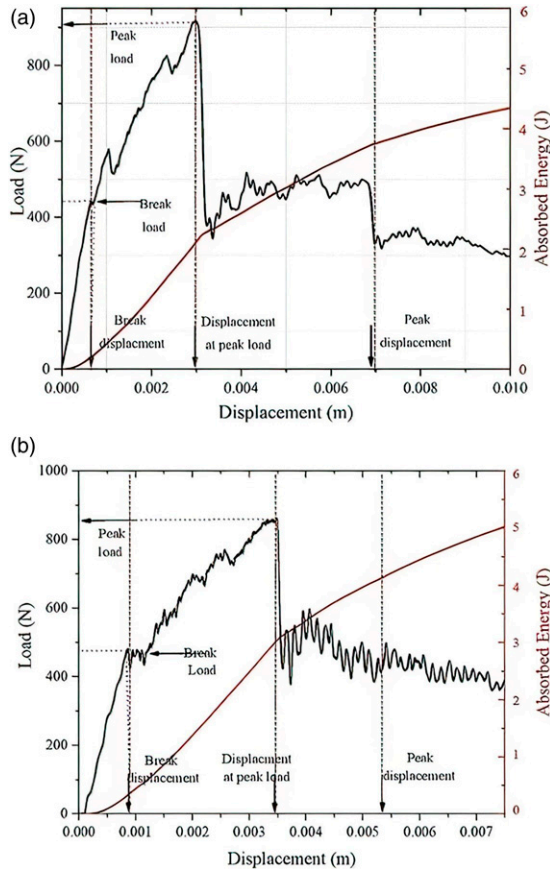 (a)
900
600
500
400
200
0
Load (N)
Peak
load
Break
load
Break
displacment
Displacement
at peak load
Peak
displacement
6
5
4
3
2
1
0
Absorbed Energy (J)
0.000
0.002
0.004
0.006
0.008
0.010
Displacement (m)
(b)
1000
800
600
400
200
0
Load (N)
Peak
load
Break
Load
Break
displacement
Displacment
at peak load
Peak
displacement
6
5
4
3
2
1
0
Absorbed Energy (J)
0.000
0.001
0.002
0.003
0.004
0.005
0.006
0.007
Displacement (m)